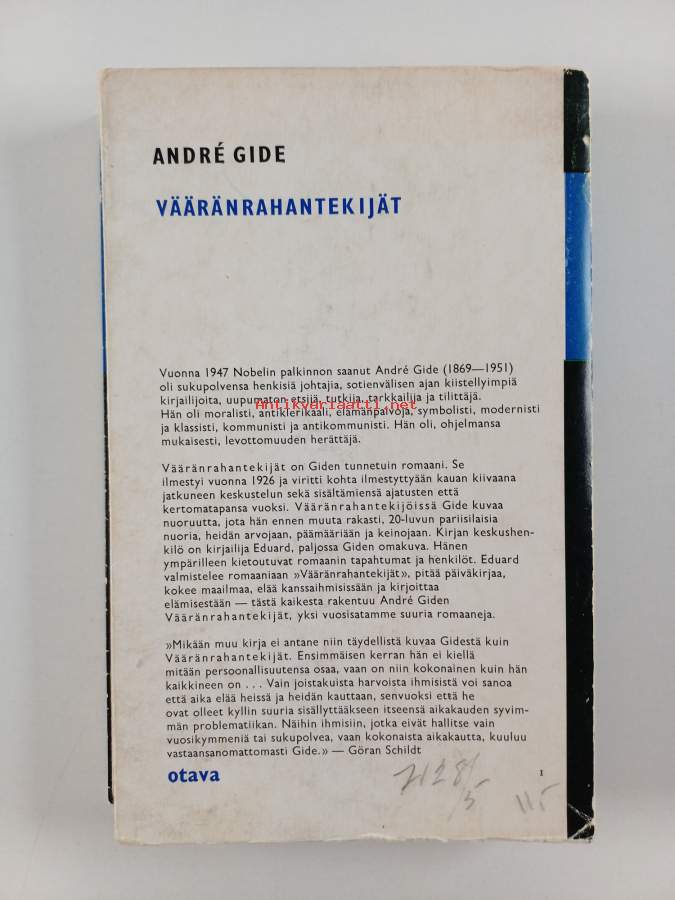 ANDRÉ GIDE
VÄÄRÄNRAHANTEKIJÄT
Vuonna 1947 Nobelin palkinnon saanut André Gide (1869—1951)
oli sukupolvensa henkisiä johtajia, sotienvälisen ajan kiistellyimpiä
kirjailijoita, uupumaton etsijä, tutkija, tarkkailija ja tilittäjä.
Antikvariaatti.net
Hän oli moralisti, antiklerikaali, elämänpalvoja, symbolisti, modernisti
ja klassisti, kommunisti ja antikommunisti. Hän oli, ohjelmansa
mukaisesti, levottomuuden herättäjä.
Vääränrahantekijät on Giden tunnetuin romaani. Se
ilmestyi vuonna 1926 ja viritti kohta ilmestyttyään kauan kiivaana
jatkuneen keskustelun sekä sisältämiensä ajatusten että
kertomatapansa vuoksi. Vääränrahantekijöissä Gide kuvaa
nuoruutta, jota hän ennen muuta rakasti, 20-luvun pariisilaisia
nuoria, heidän arvojaan, päämääriään ja keinojaan. Kirjan keskushen-
kilö on kirjailija Eduard, paljossa Giden omakuva. Hänen
ympärilleen kietoutuvat romaanin tapahtumat ja henkilöt. Eduard
valmistelee romaaniaan »Vääränrahantekijät», pitää päiväkirjaa,
kokee maailmaa, elää kanssaihmisissään ja kirjoittaa
elämisestään — tästä kaikesta rakentuu André Giden
Vääränrahantekijät, yksi vuosisatamme suuria romaaneja.
»Mikään muu kirja ei antane niin täydellistä kuvaa Gidestä kuin
Vääränrahantekijät. Ensimmäisen kerran hän ei kiellä
mitään persoonallisuutensa osaa, vaan on niin kokonainen kuin hän
kaikkineen on . . . Vain joistakuista harvoista ihmisistä voi sanoa
että aika elää heissä ja heidän kauttaan, senvuoksi että he
ovat olleet kyllin suuria sisällyttääkseen itseensä aikakauden syvim-
män problematiikan. Näihin ihmisiin, jotka eivät hallitse vain
vuosikymmeniä tai sukupolvea, vaan kokonaista aikakautta, kuuluu
vastaansanomattomasti Gide.» — Göran Schildt
otava
I